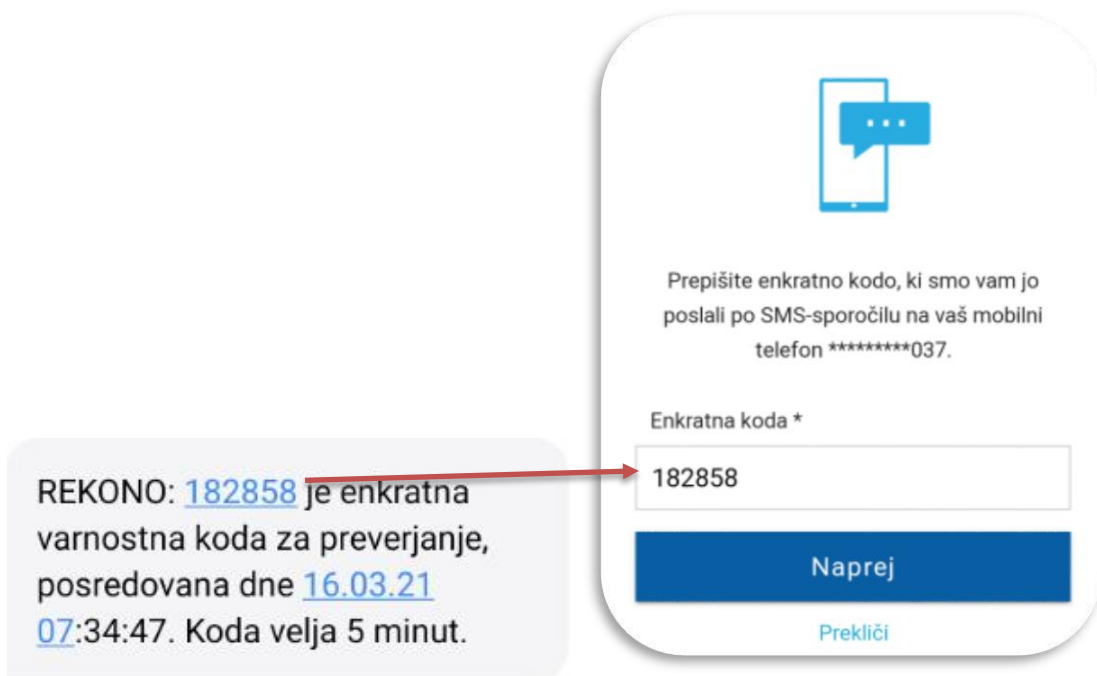 Prepišite enkratno kodo, ki smo vam jo
poslali po SMS-sporočilu na vaš mobilni
telefon *********037.
Enkratna koda *
182858
Naprej
Prekliči
REKONO: 182858 je enkratna
varnostna koda za preverjanje,
posredovana dne 16.03.21
07:34:47. Koda velja 5 minut.